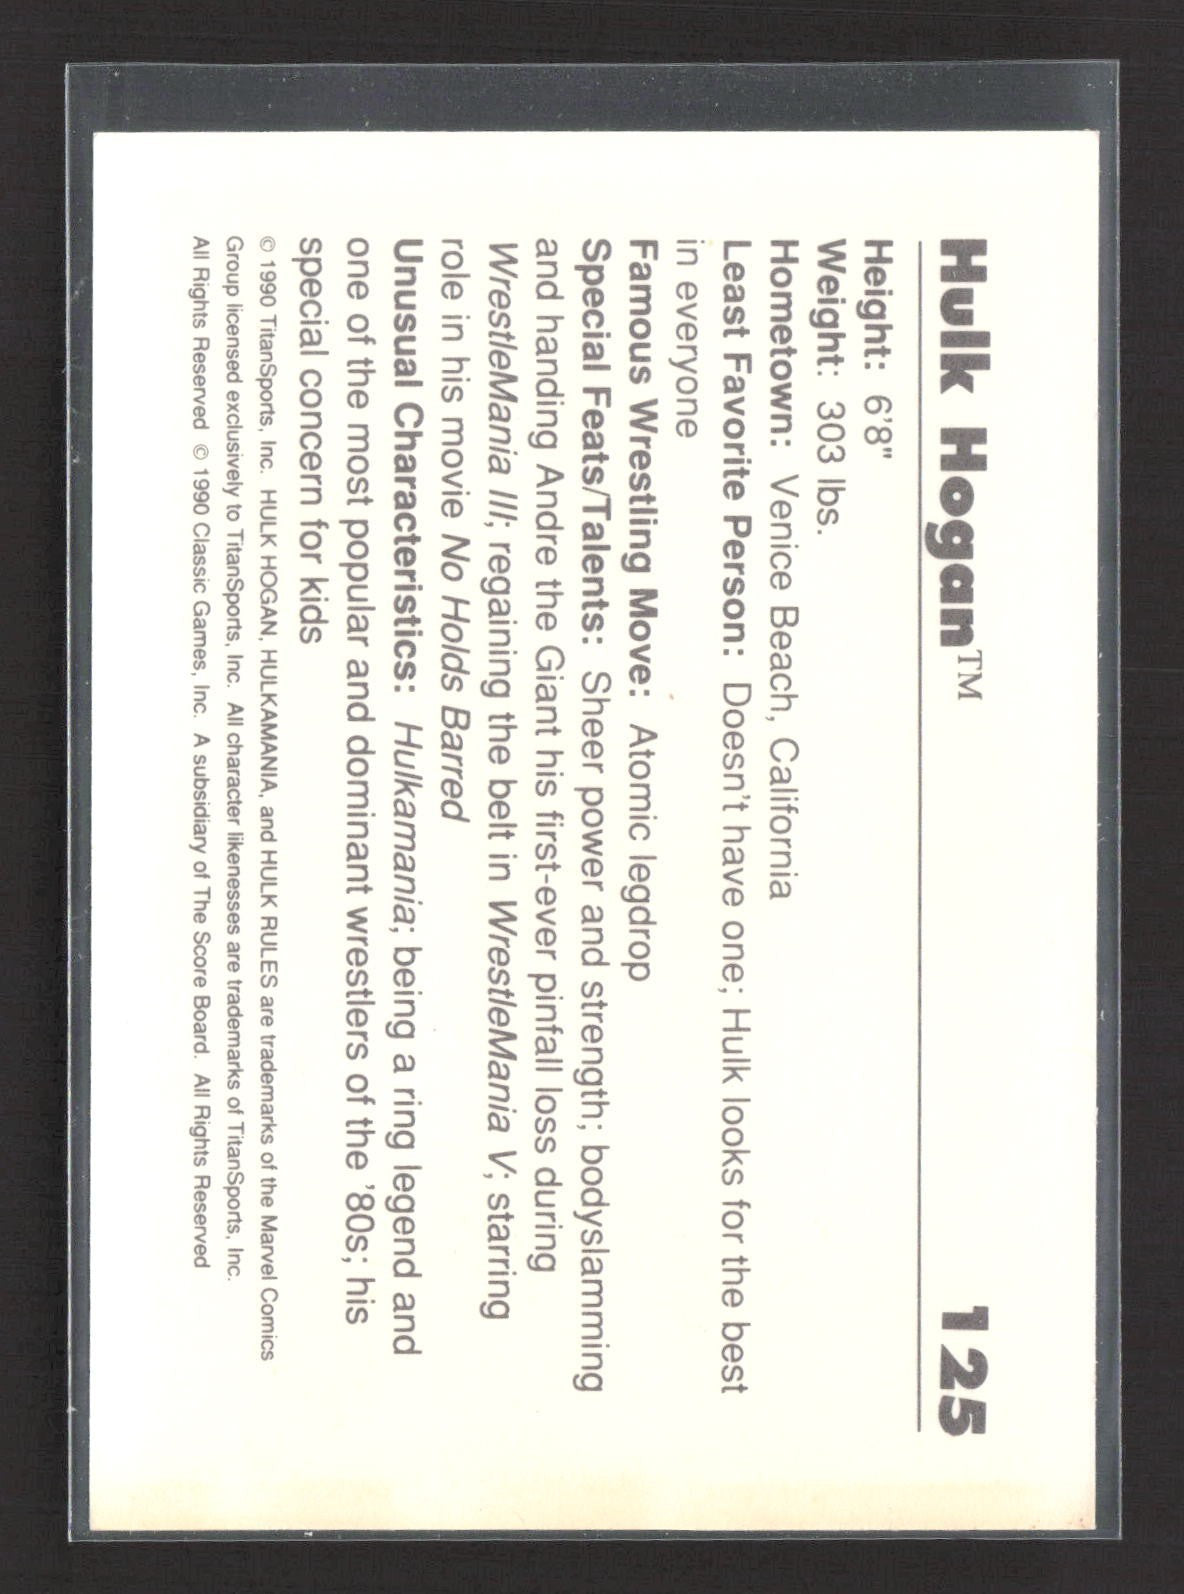 Hulk Hogan™ 125
Height: 6'8"
Weight: 303 lbs.
Hometown: Venice Beach, California
Least Favorite Person: Doesn't have one; Hulk looks for the best
in everyone
Famous Wrestling Move: Atomic legdrop
Special Feats/Talents: Sheer power and strength; bodyslamming
and handing Andre the Giant his first-ever pinfall loss during
WrestleMania III; regaining the belt in WrestleMania V; starring
role in his movie No Holds Barred
Unusual Characteristics: Hulkamania; being a ring legend and
one of the most popular and dominant wrestlers of the '80s; his
special concern for kids
© 1990 TitanSports, Inc. HULK HOGAN, HULKAMANIA, and HULK RULES are trademarks of the Marvel Comics
Group licensed exclusively to TitanSports, Inc. All character likenesses are trademarks of TitanSports, Inc.
All Rights Reserved © 1990 Classic Games, Inc. A subsidiary of The Score Board. All Rights Reserved